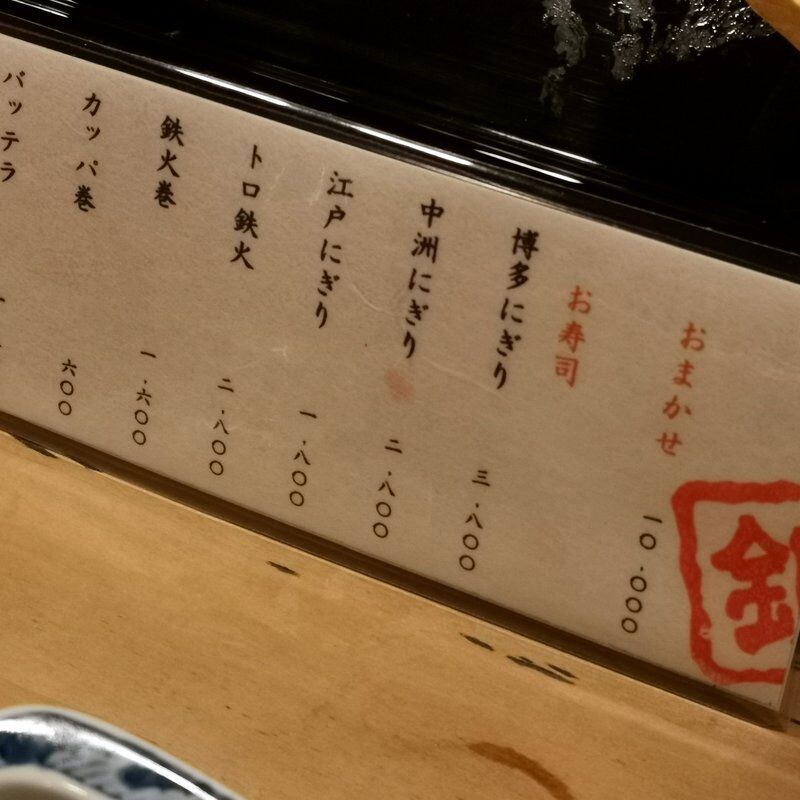 おまかせ
一〇.〇〇〇
お寿司
博多にぎり
三.八〇〇
中洲にぎり
二.八〇〇
江戸にぎり
一.八〇〇
トロ鉄火
二.八〇〇
鉄火巻
一.六〇〇
カッパ巻
六〇〇
バッテラ